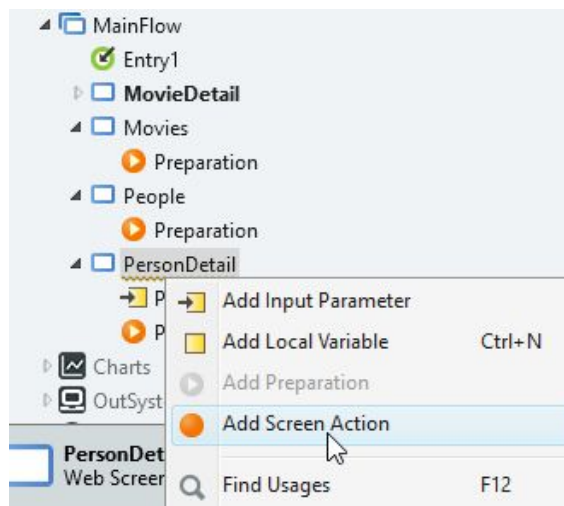 MainFlow
Entry1
MovieDetail
Movies
Preparation
People
Preparation
PersonDetail
P
Add Input Parameter
P
Add Local Variable Ctrl+N
Charts
Add Preparation
OutSyst
Add Screen Action
PersonDet
Web Screen
Find Usages F12